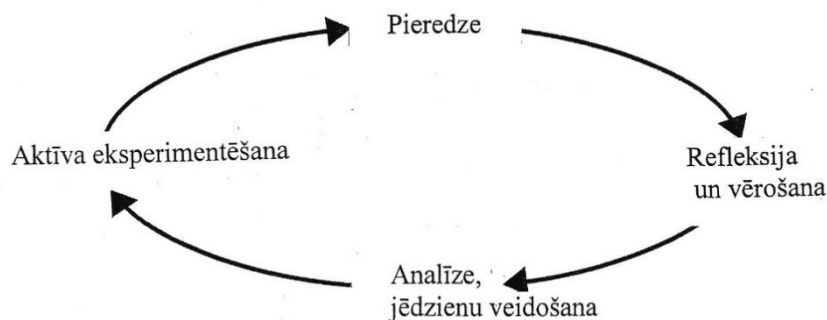 Pieredze
Aktīva eksperimentēšana
Refleksija
un vērošana
Analīze,
jēdzienu veidošana